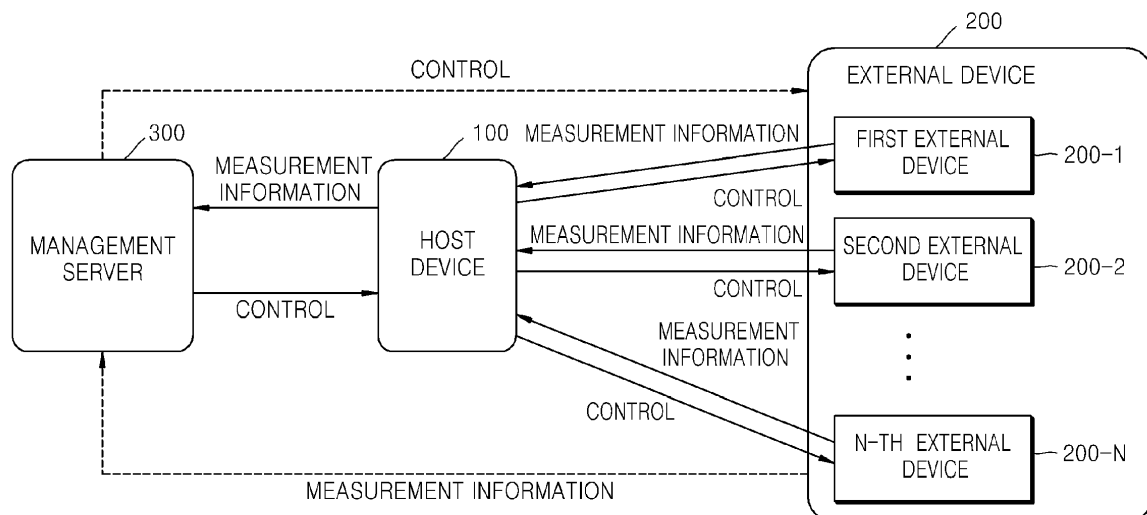 200
CONTROL
EXTERNAL DEVICE
300
100
MEASUREMENT INFORMATION
FIRST EXTERNAL
DEVICE
200-1
MEASUREMENT
INFORMATION
CONTROL
MANAGEMENT
SERVER
HOST
DEVICE
MEASUREMENT INFORMATION
SECOND EXTERNAL
DEVICE
200-2
CONTROL
CONTROL
MEASUREMENT
INFORMATION
CONTROL
N-TH EXTERNAL
DEVICE
200-N
MEASUREMENT INFORMATION